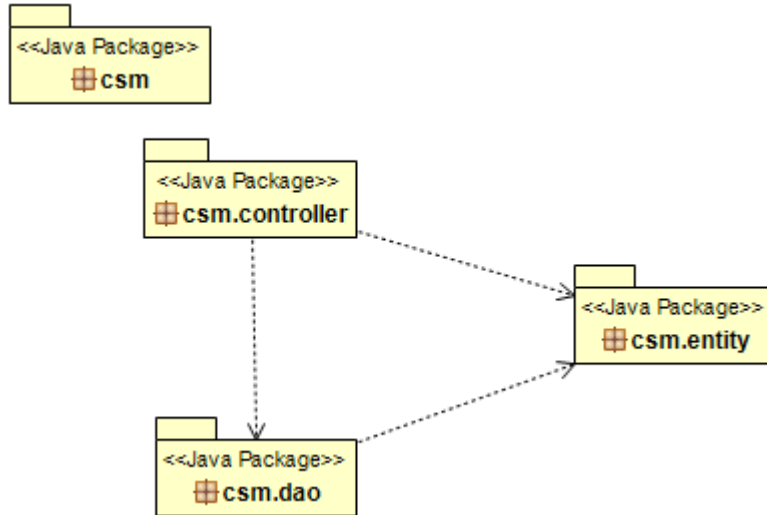 <<Java Package>>
csm
<<Java Package>>
csm.controller
<<Java Package>>
csm.entity
<<Java Package>>
csm.dao